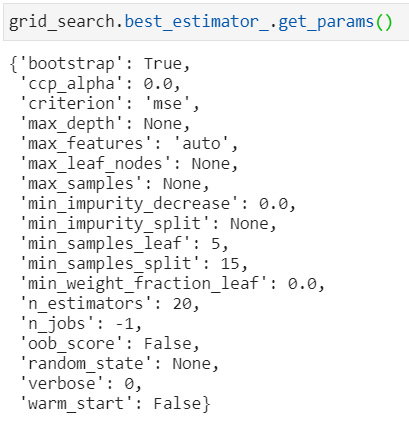 grid_search.best_estimator_.get_params()
{'bootstrap': True,
'ccp_alpha': 0.0,
'criterion': 'mse',
'max_depth': None,
'max_features': 'auto',
'max_leaf_nodes': None,
'max_samples': None,
'min_impurity_decrease': 0.0,
'min_impurity_split': None,
'min_samples_leaf': 5,
'min_samples_split': 15,
'min_weight_fraction_leaf': 0.0,
'n_estimators': 20,
'n_jobs': -1,
'oob_score': False,
'random_state': None,
'verbose': 0,
'warm_start': False}